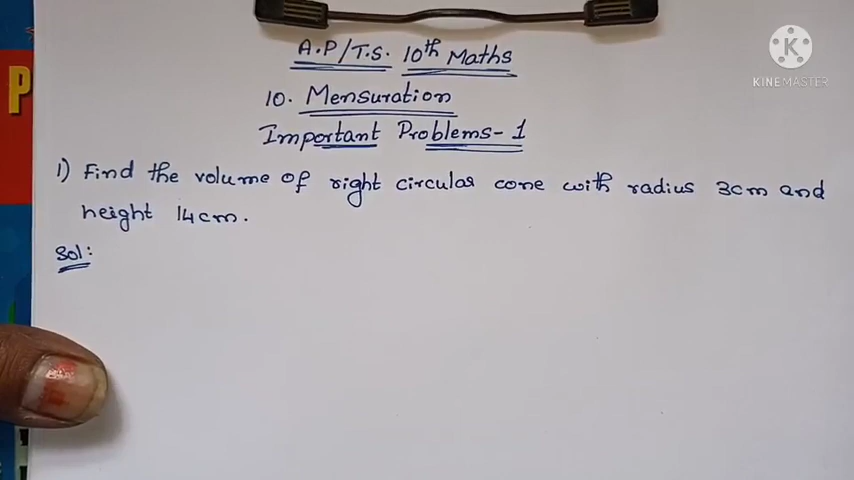 A.P/T.S. 10th Maths
10. Mensuration
Important Problems-1
1) Find the volume of right circular cone with radius 3cm and
height 14cm.
Sol:
P
K
KINEMASTER